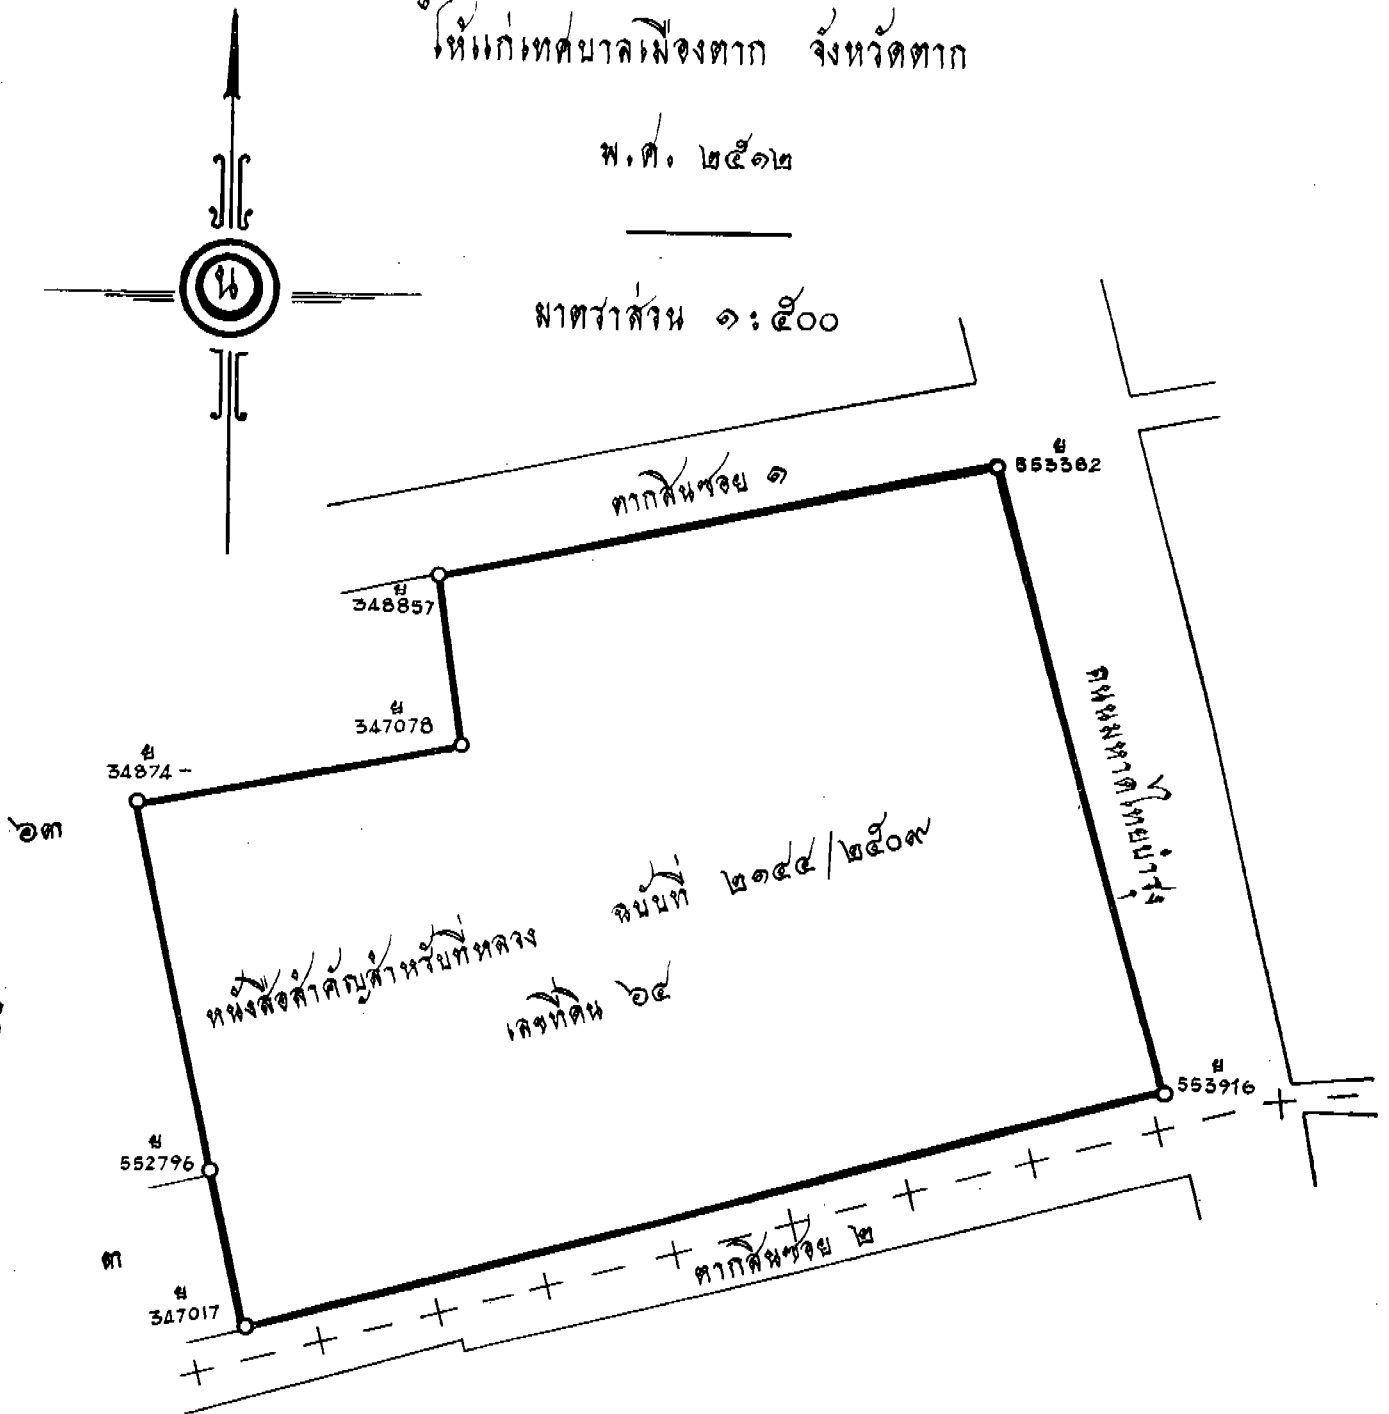 ให้แก่เทศบาลเมืองตาก จังหวัดตาก
พ.ศ. ๒๕๑๒
น
มาตราส่วน ๑:๕๐๐
ตากสินซอย ๑
ย
553382
ย
348857
ย
347078
ย
34874-
๖๓
ถนนมหาดไทยบำรุง
หนังสือสำคัญสำหรับที่หลวง ฉบับที่ ๒๑๕๔/๒๕๐๙
เลขที่ดิน ๖๔
ย
553916
ย
552796
๓
ย
347017
ตากสินซอย ๒